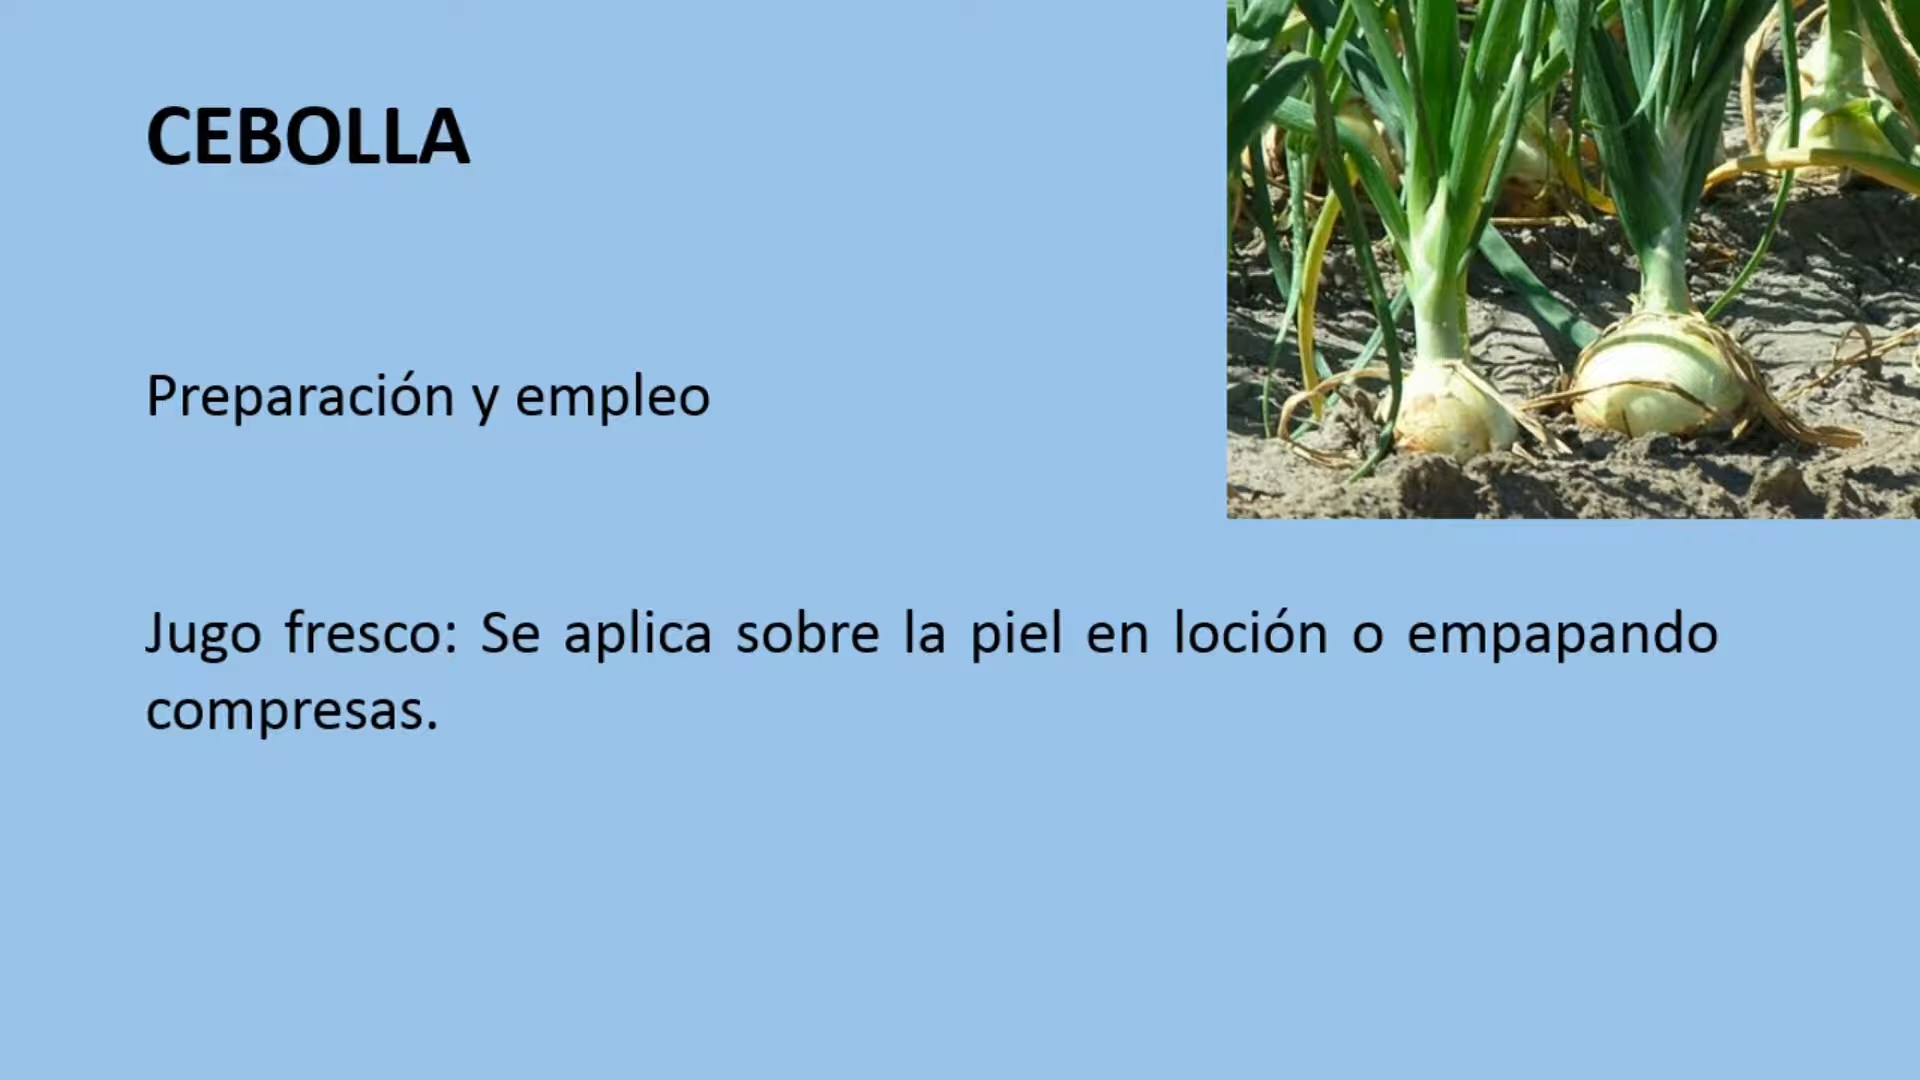 CEBOLLA
Preparación y empleo
Jugo fresco: Se aplica sobre la piel en loción o empapando
compresas.